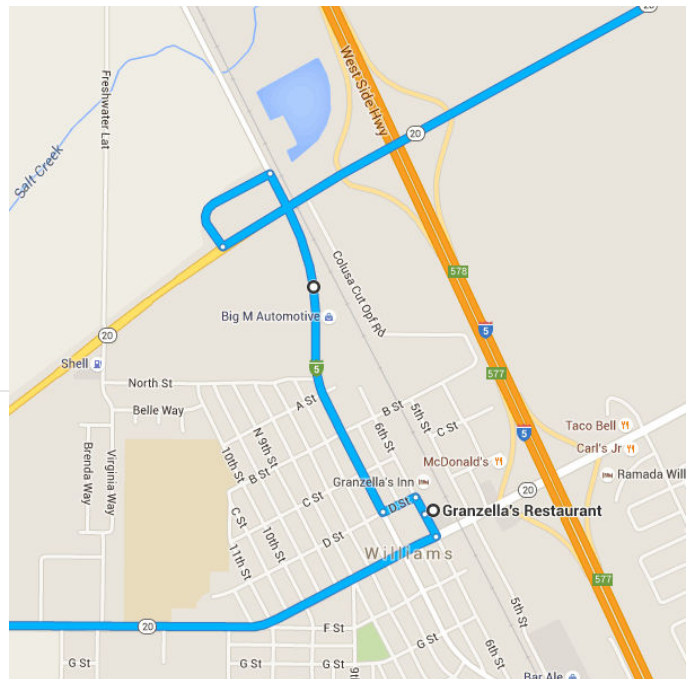 20
Freshwater Lat
West Side Hwy
20
Salt Creek
Colusa Cut Opf Rd
578
Big M Automotive
20
5
Shell
5
577
North St
A St
Belle Way
B St
5th St
C St
Taco Bell
5
Carl's Jr
N 9th St
6th St
McDonald's
Ramada Will
10th St
B St
Granzella's Inn
20
Brenda Way
Virginia Way
C St
D St
Granzella's Restaurant
C St
D St
Williams
10th St
11th St
577
20
F St
5th St
G St
6th St
G St
G St
G St
9th
Bar Ale